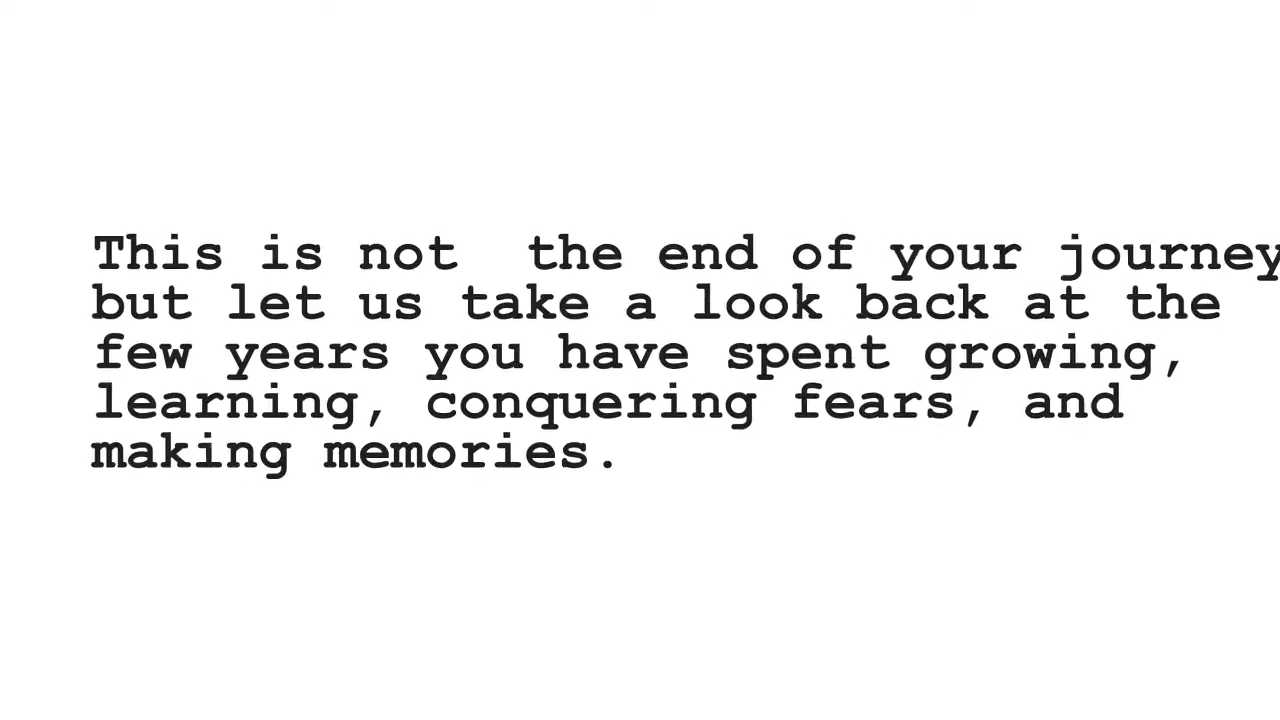 This is not  the end of your journey
but let us take a look back at the
few years you have spent growing,
learning, conquering fears, and
making memories.